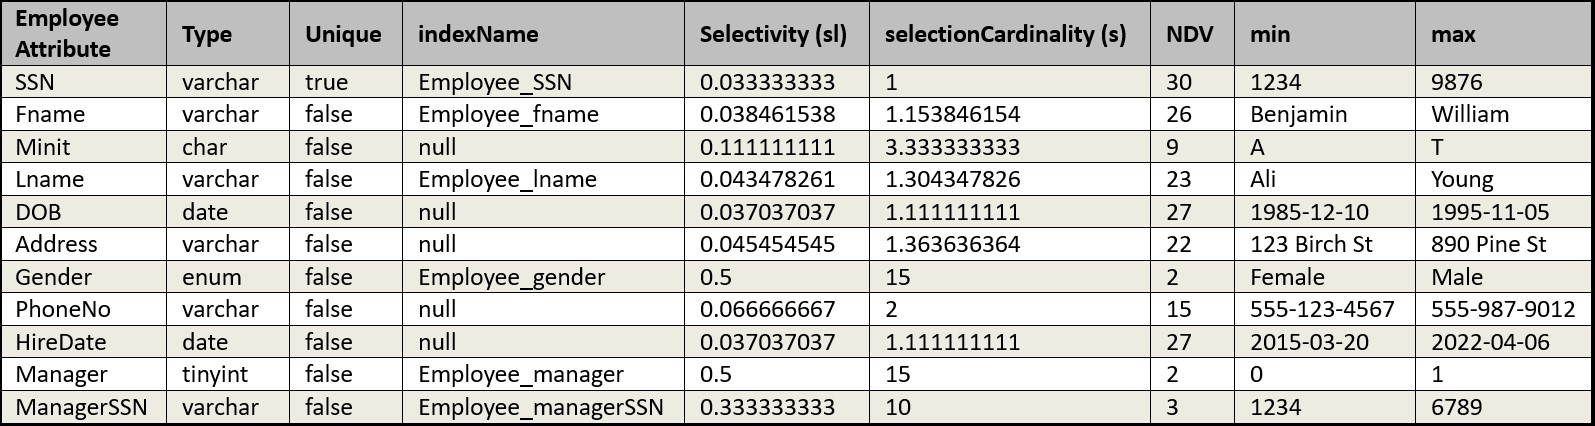 Employee Attribute Type Unique indexName Selectivity (sl) selectionCardinality (s) NDV min max
SSN varchar true Employee_SSN 0.033333333 1 30 1234 9876
Fname varchar false Employee_fname 0.038461538 1.153846154 26 Benjamin William
Minit char false null 0.111111111 3.333333333 9 A T
Lname varchar false Employee_lname 0.043478261 1.304347826 23 Ali Young
DOB date false null 0.037037037 1.111111111 27 1985-12-10 1995-11-05
Address varchar false null 0.045454545 1.363636364 22 123 Birch St 890 Pine St
Gender enum false Employee_gender 0.5 15 2 Female Male
PhoneNo varchar false null 0.066666667 2 15 555-123-4567 555-987-9012
HireDate date false null 0.037037037 1.111111111 27 2015-03-20 2022-04-06
Manager tinyint false Employee_manager 0.5 15 2 0 1
ManagerSSN varchar false Employee_managerSSN 0.333333333 10 3 1234 6789